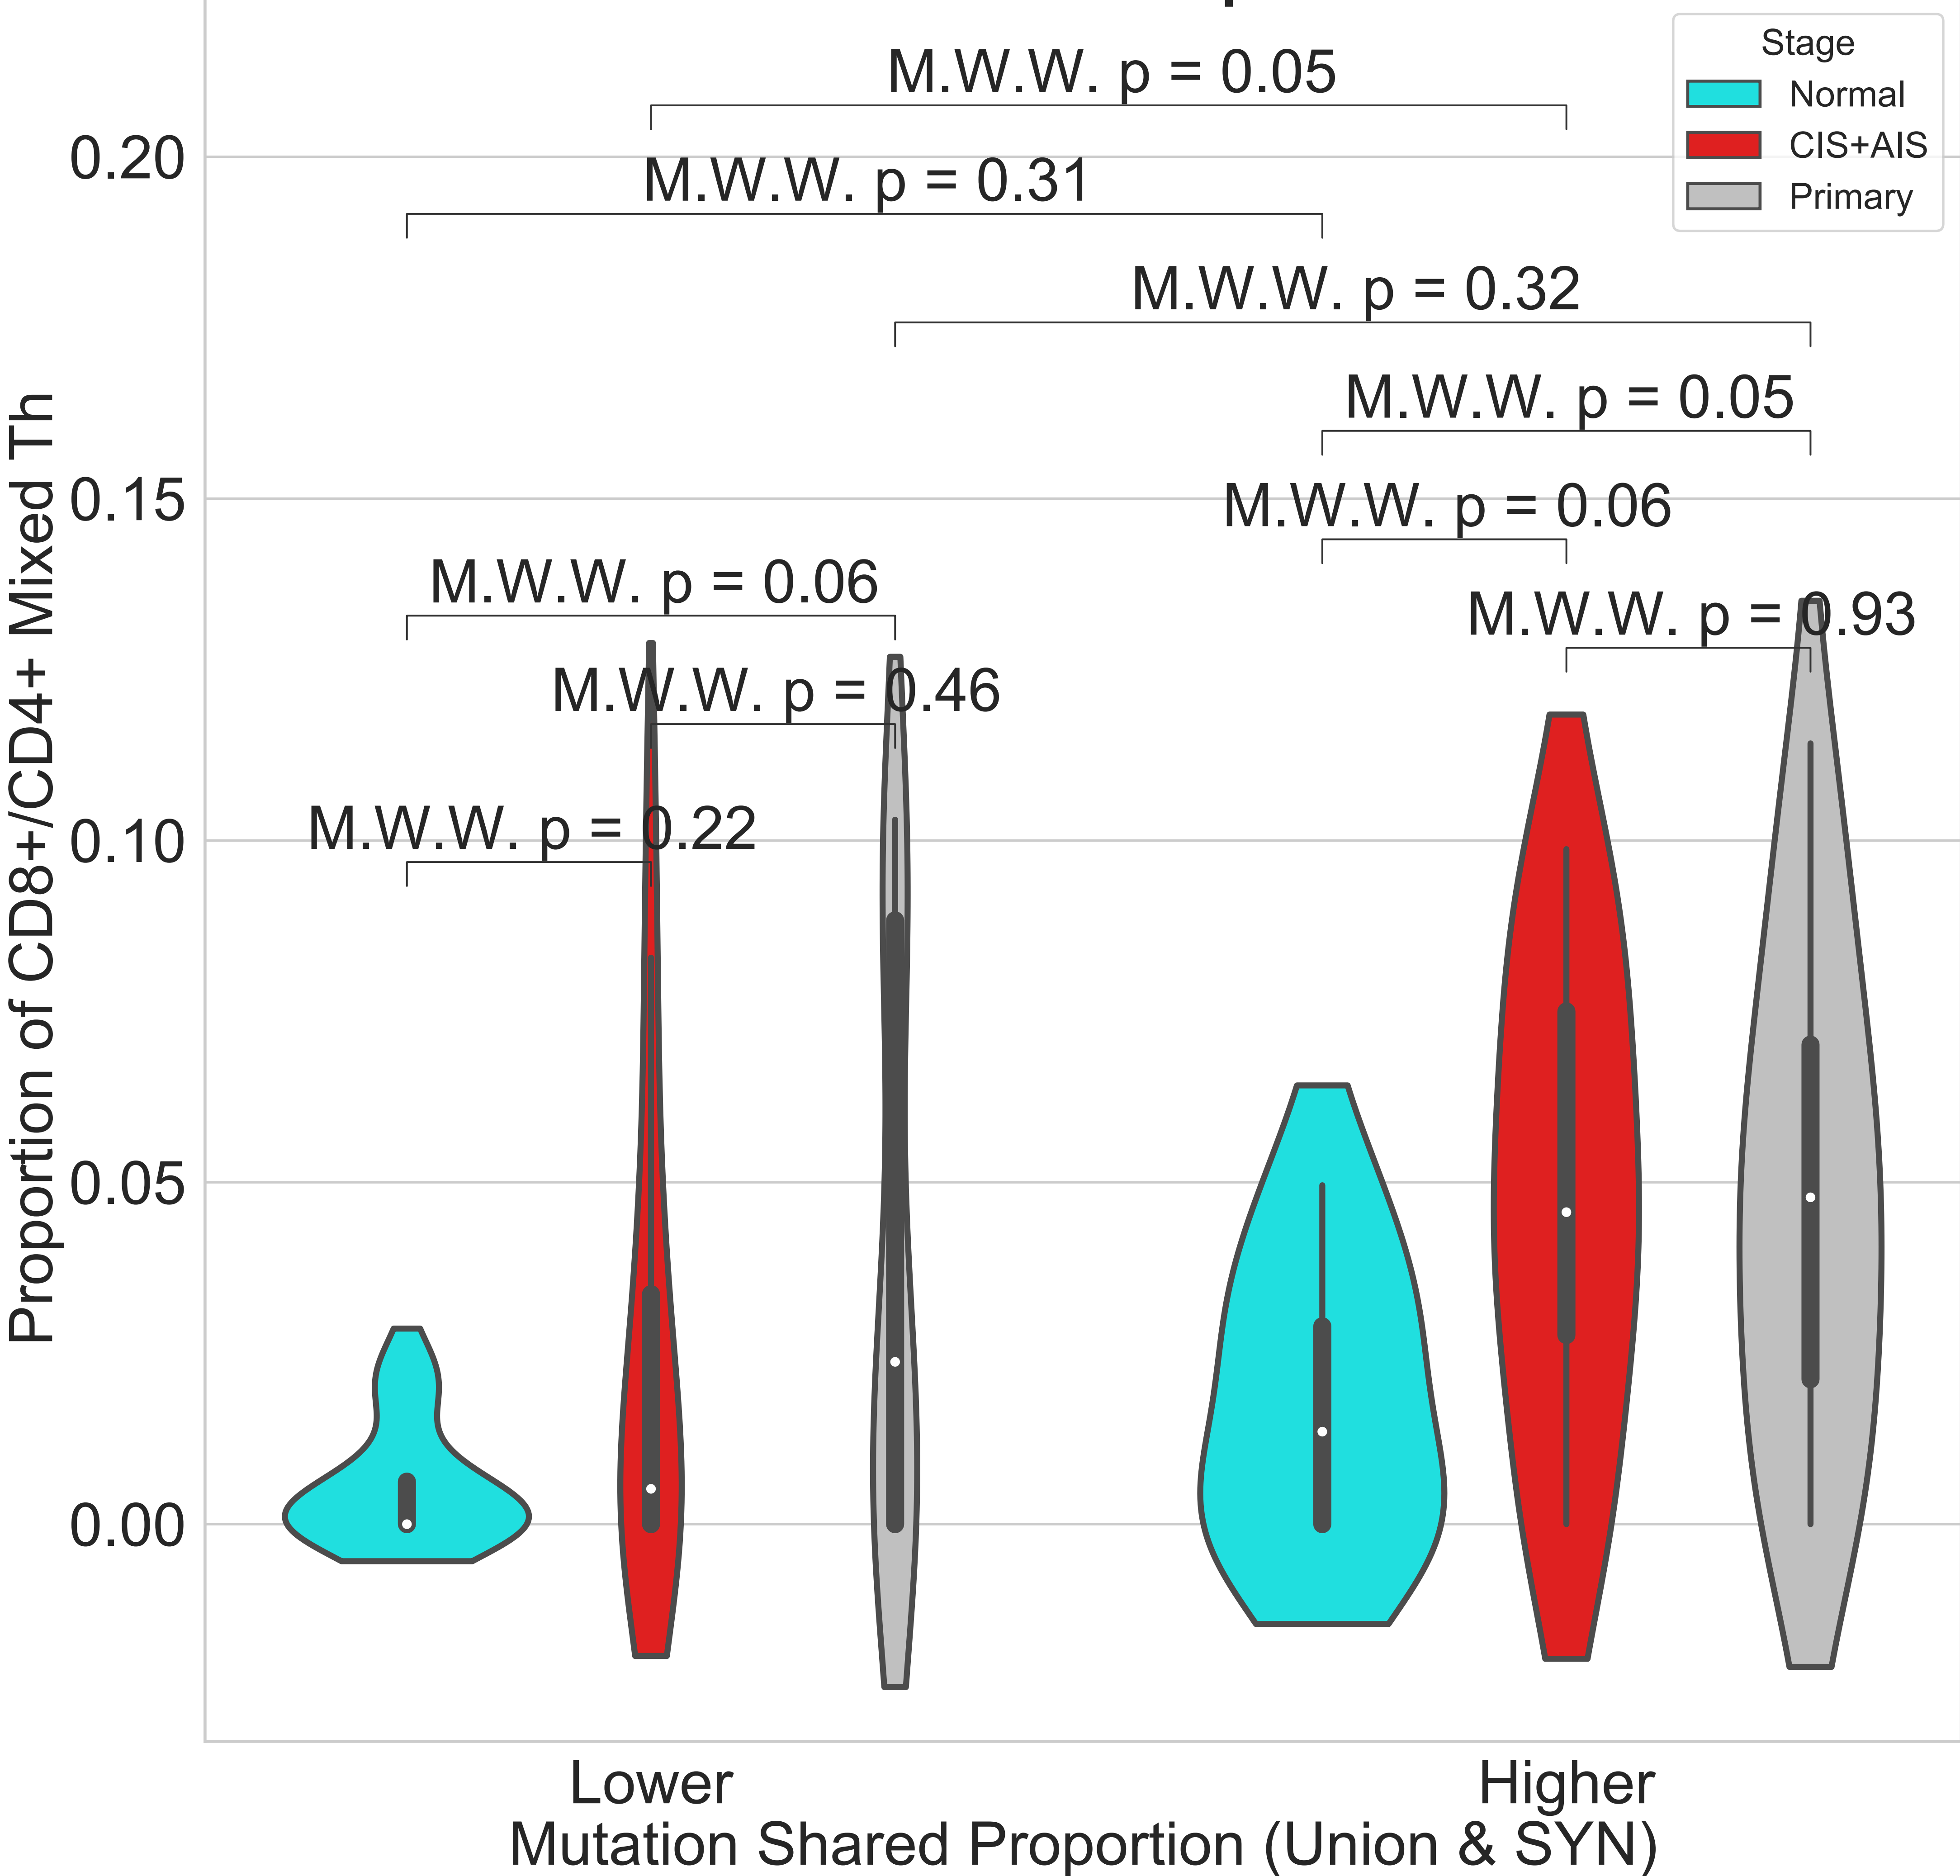 M.W.W. p = 0.05
Stage
Normal
CIS+AIS
Primary
0.20
M.W.W. p = 0.31
M.W.W. p = 0.32
M.W.W. p = 0.05
0.15
M.W.W. p = 0.06
M.W.W. p = 0.06
M.W.W. p = 0.93
M.W.W. p = 0.46
M.W.W. p = 0.22
0.10
0.05
0.00
Proportion of CD8+/CD4+ Mixed Th
Lower
Higher
Mutation Shared Proportion (Union & SYN)